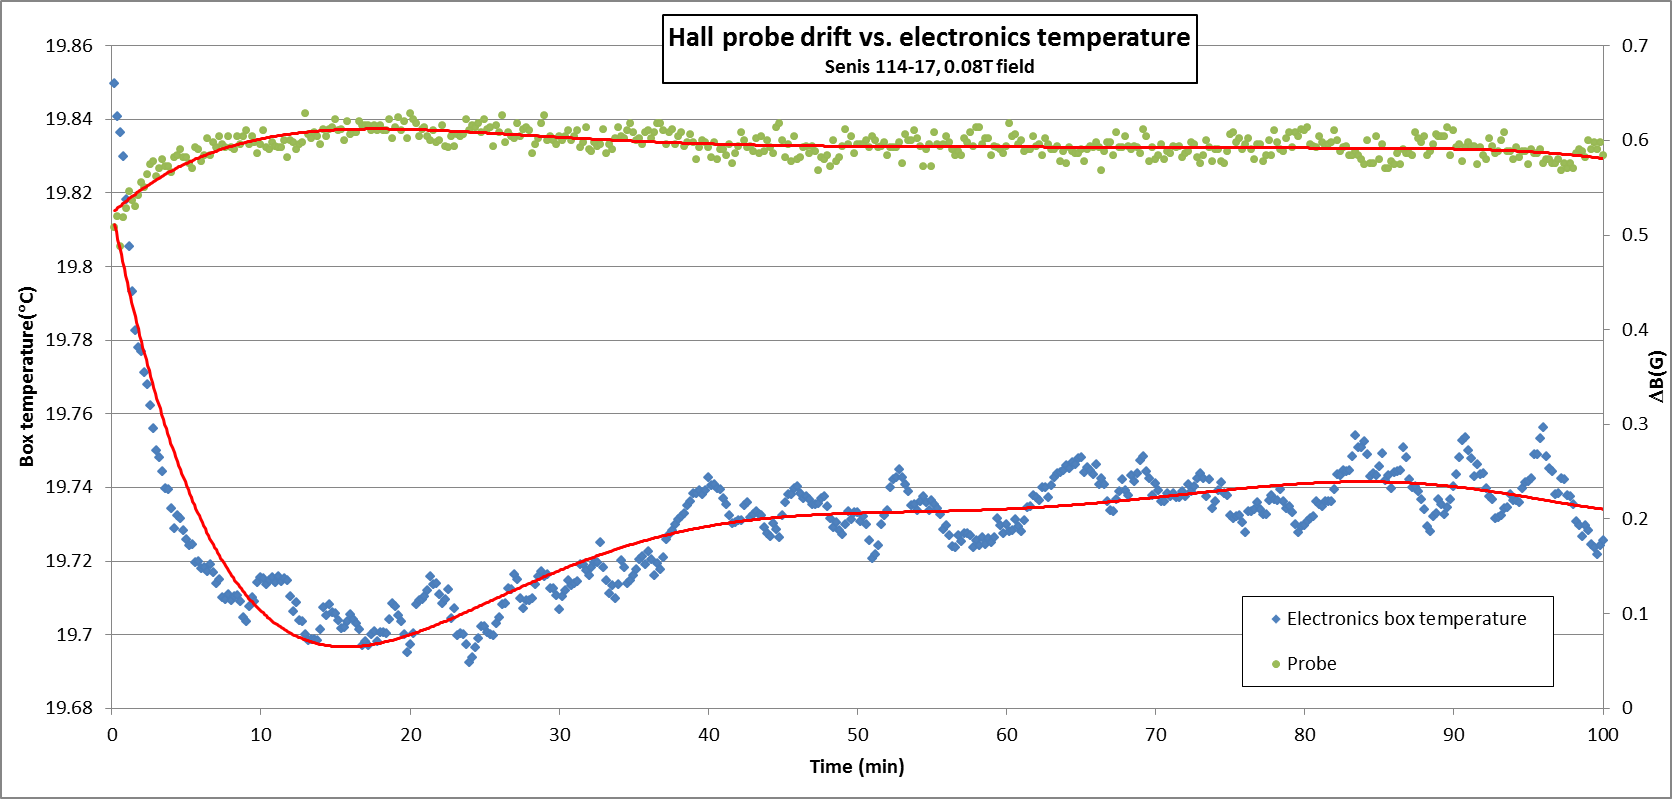 Hall probe drift vs. electronics temperature
Senis 114-17, 0.08T field
19.86
19.84
19.82
19.8
19.78
19.76
19.74
19.72
19.7
19.68
Box temperature(°C)
0.7
0.6
0.5
0.4
0.3
0.2
0.1
0
ΔB(G)
Electronics box temperature
Probe
0 10 20 30 40 50 60 70 80 90 100
Time (min)